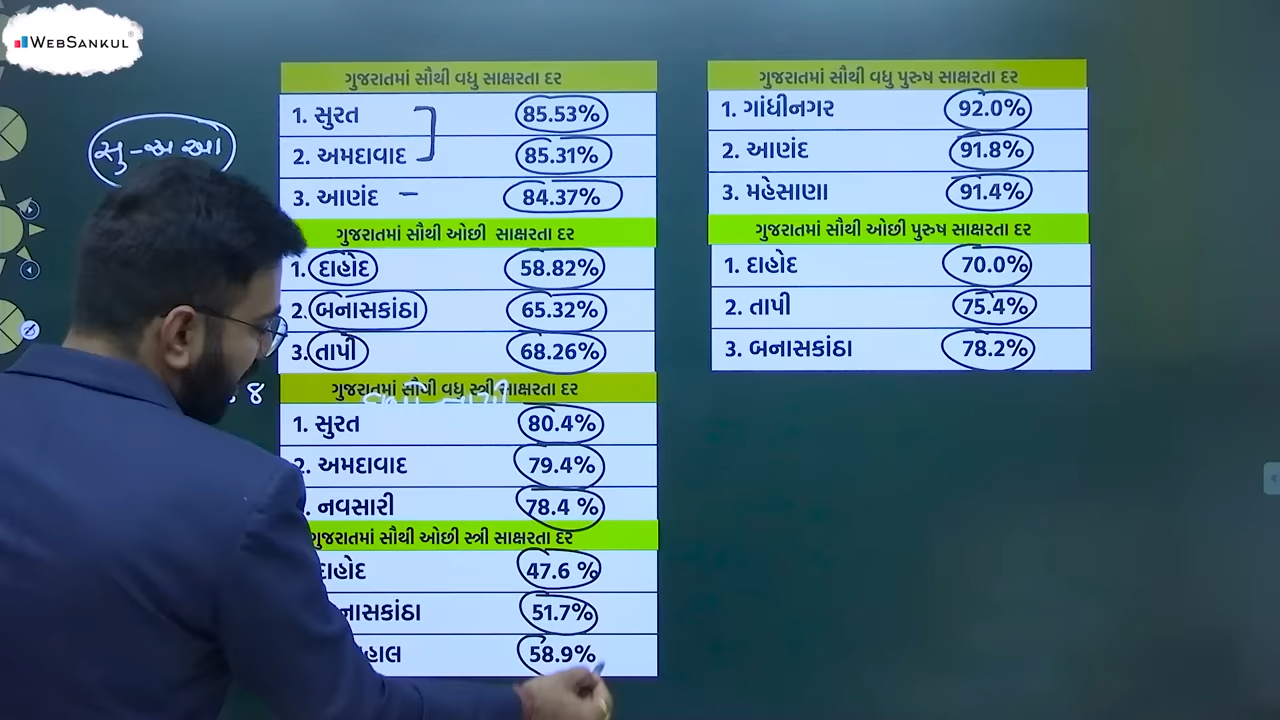 WEBSANKUL
સુ-અ આ
ગુજરાતમાં સૌથી વધુ સાક્ષરતા દર
1. સુરત 85.53%
2. અમદાવાદ 85.31%
3. આણંદ – 84.37%
ગુજરાતમાં સૌથી ઓછી સાક્ષરતા દર
1. દાહોદ 58.82%
2. બનાસકાંઠા 65.32%
3. તાપી 68.26%
ગુજરાતમાં સૌથી વધુ સ્ત્રી સાક્ષરતા દર
1. સુરત 80.4%
2. અમદાવાદ 79.4%
. નવસારી 78.4 %
ગુજરાતમાં સૌથી ઓછી સ્ત્રી સાક્ષરતા દર
દાહોદ 47.6 %
નાસકાંઠા 51.7%
હાલ 58.9%
ગુજરાતમાં સૌથી વધુ પુરુષ સાક્ષરતા દર
1. ગાંધીનગર 92.0%
2. આણંદ 91.8%
3. મહેસાણા 91.4%
ગુજરાતમાં સૌથી ઓછી પુરુષ સાક્ષરતા દર
1. દાહોદ 70.0%
2. તાપી 75.4%
3. બનાસકાંઠા 78.2%